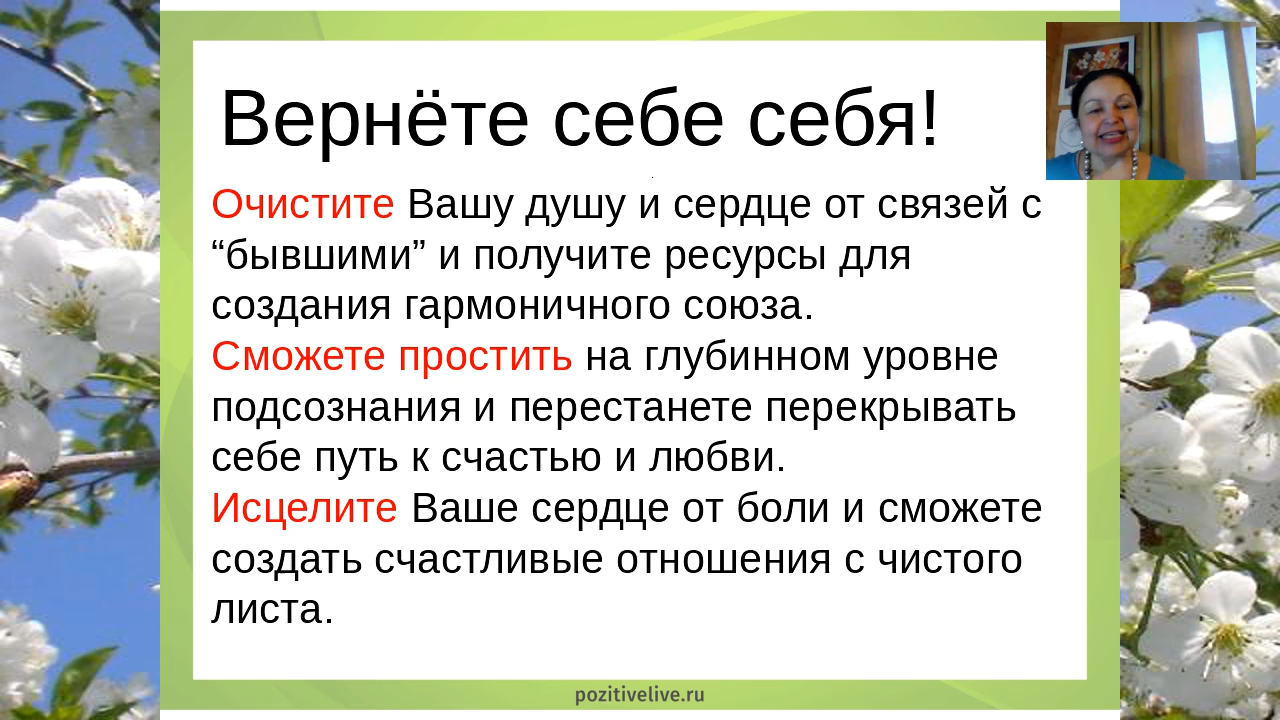 Вернёте себе себя!
Очистите Вашу душу и сердце от связей с
“бывшими” и получите ресурсы для
создания гармоничного союза.
Сможете простить на глубинном уровне
подсознания и перестанете перекрывать
себе путь к счастью и любви.
Исцелите Ваше сердце от боли и сможете
создать счастливые отношения с чистого
листа.
pozitivelive.ru